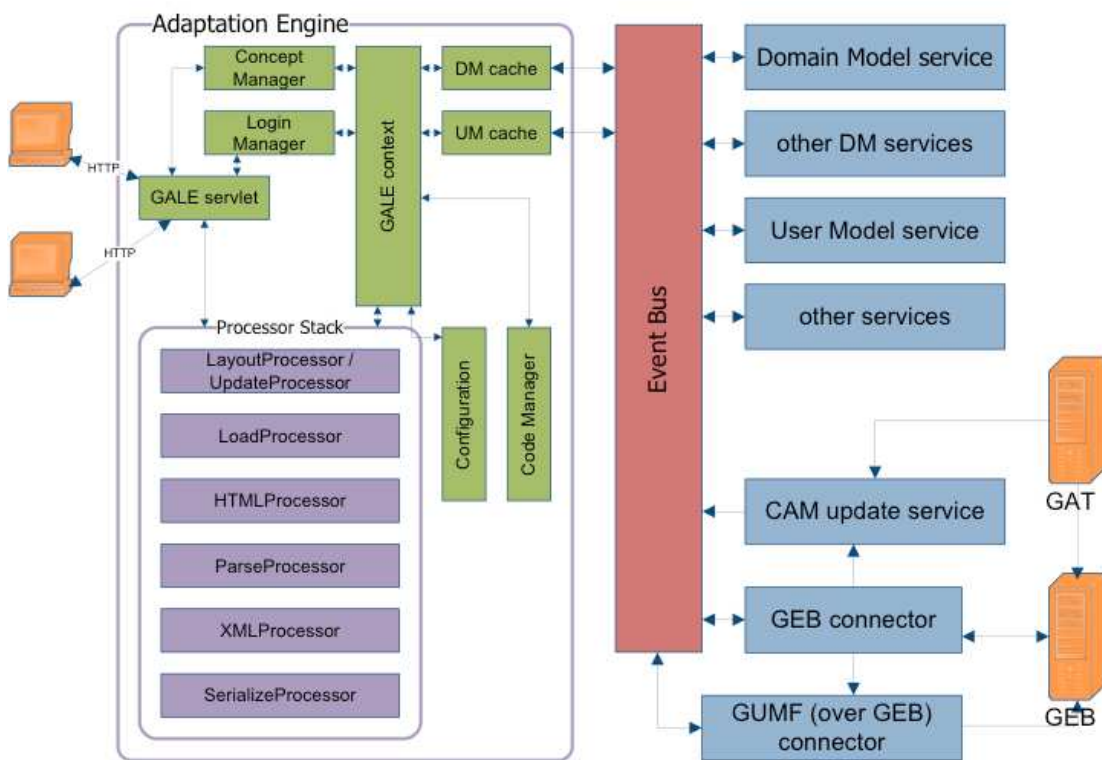 Adaptation Engine
Concept
Manager
DM cache
Domain Model service
Login
Manager
UM cache
other DM services
HTTP
GALE servlet
GALE context
User Model service
HTTP
Event Bus
other services
Processor Stack
LayoutProcessor /
UpdateProcessor
LoadProcessor
Configuration
Code Manager
HTMLProcessor
CAM update service
GAT
ParseProcessor
XMLProcessor
GEB connector
SerializeProcessor
GEB
GUMF (over GEB)
connector